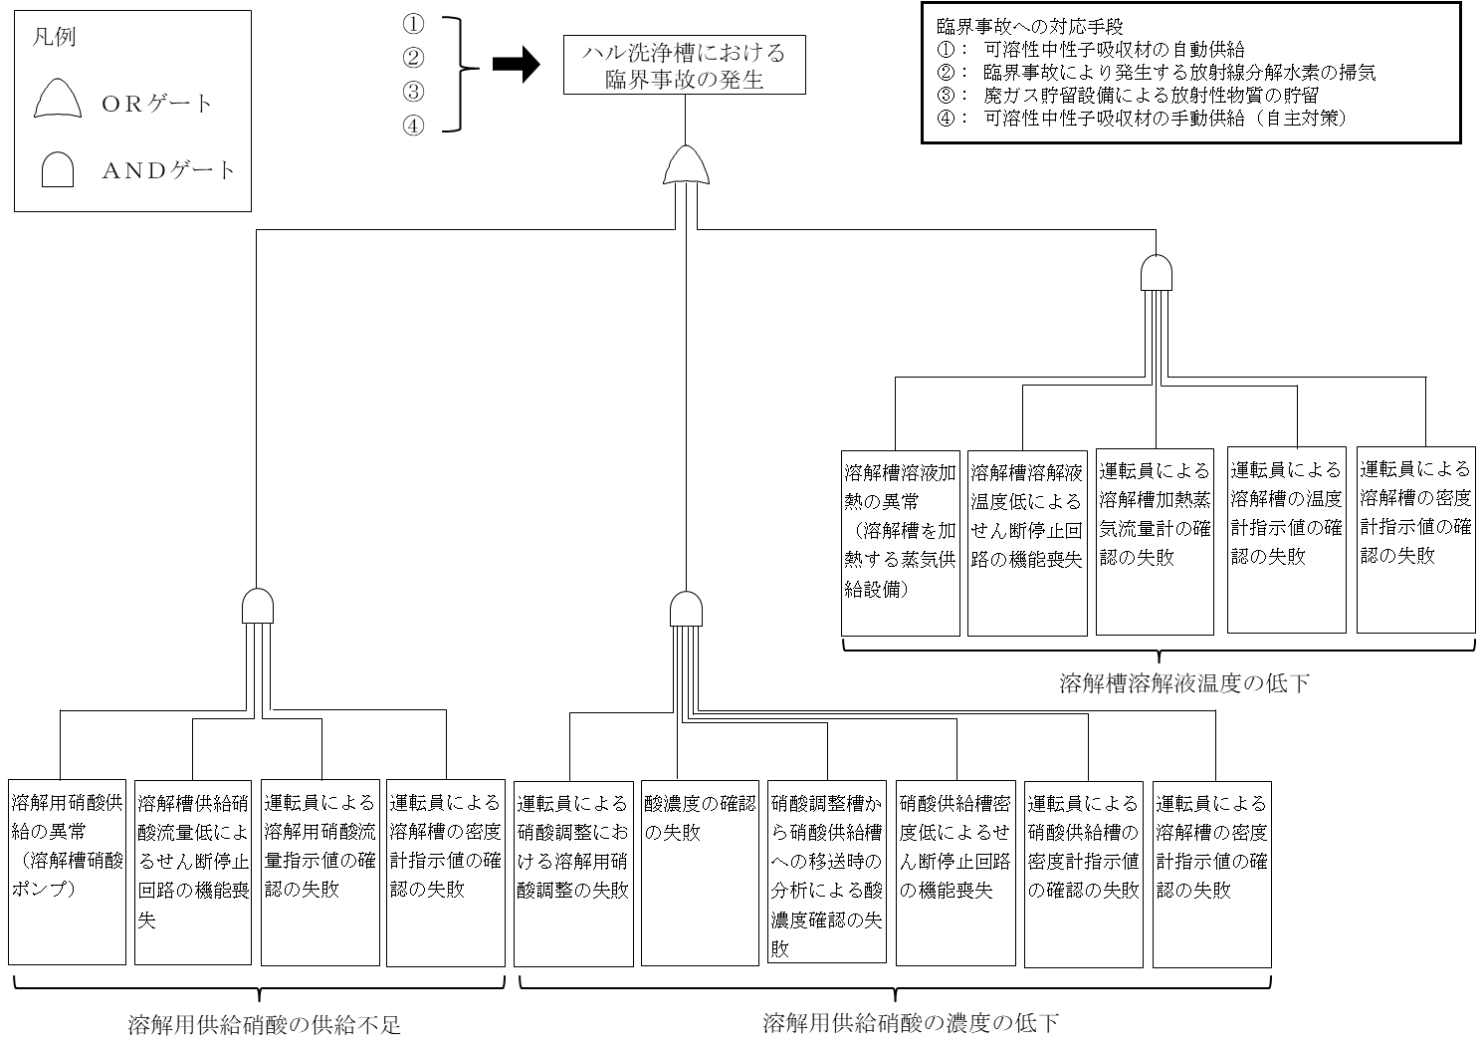 凡例
ORゲート
ANDゲート
①
②
③
④
ハル洗浄槽における
臨界事故の発生
臨界事故への対応手段
①：可溶性中性子吸収材の自動供給
②：臨界事故により発生する放射線分解水素の掃気
③：廃ガス貯留設備による放射性物質の貯留
④：可溶性中性子吸収材の手動供給（自主対策）
溶解槽溶液加
熱の異常
（溶解槽を加
熱する蒸気供
給設備）
溶解槽溶解液
温度低による
せん断停止回
路の機能喪失
運転員による
溶解槽加熱蒸
気流量計の確
認の失敗
運転員による
溶解槽の温度
計指示値の確
認の失敗
運転員による
溶解槽の密度
計指示値の確
認の失敗
溶解槽溶解液温度の低下
溶解用硝酸供
給の異常
（溶解槽硝酸
ポンプ）
溶解槽供給硝
酸流量低によ
るせん断停止
回路の機能喪
失
運転員による
溶解用硝酸流
量指示値の確
認の失敗
運転員による
溶解槽の密度
計指示値の確
認の失敗
運転員による
硝酸調整にお
ける溶解用硝
酸調整の失敗
酸濃度の確認
の失敗
硝酸調整槽か
ら硝酸供給槽
への移送時の
分析による酸
濃度確認の失
敗
硝酸供給槽密
度低によるせ
ん断停止回路
の機能喪失
運転員による
硝酸供給槽の
密度計指示値
の確認の失敗
運転員による
溶解槽の密度
計指示値の確
認の失敗
溶解用供給硝酸の供給不足
溶解用供給硝酸の濃度の低下